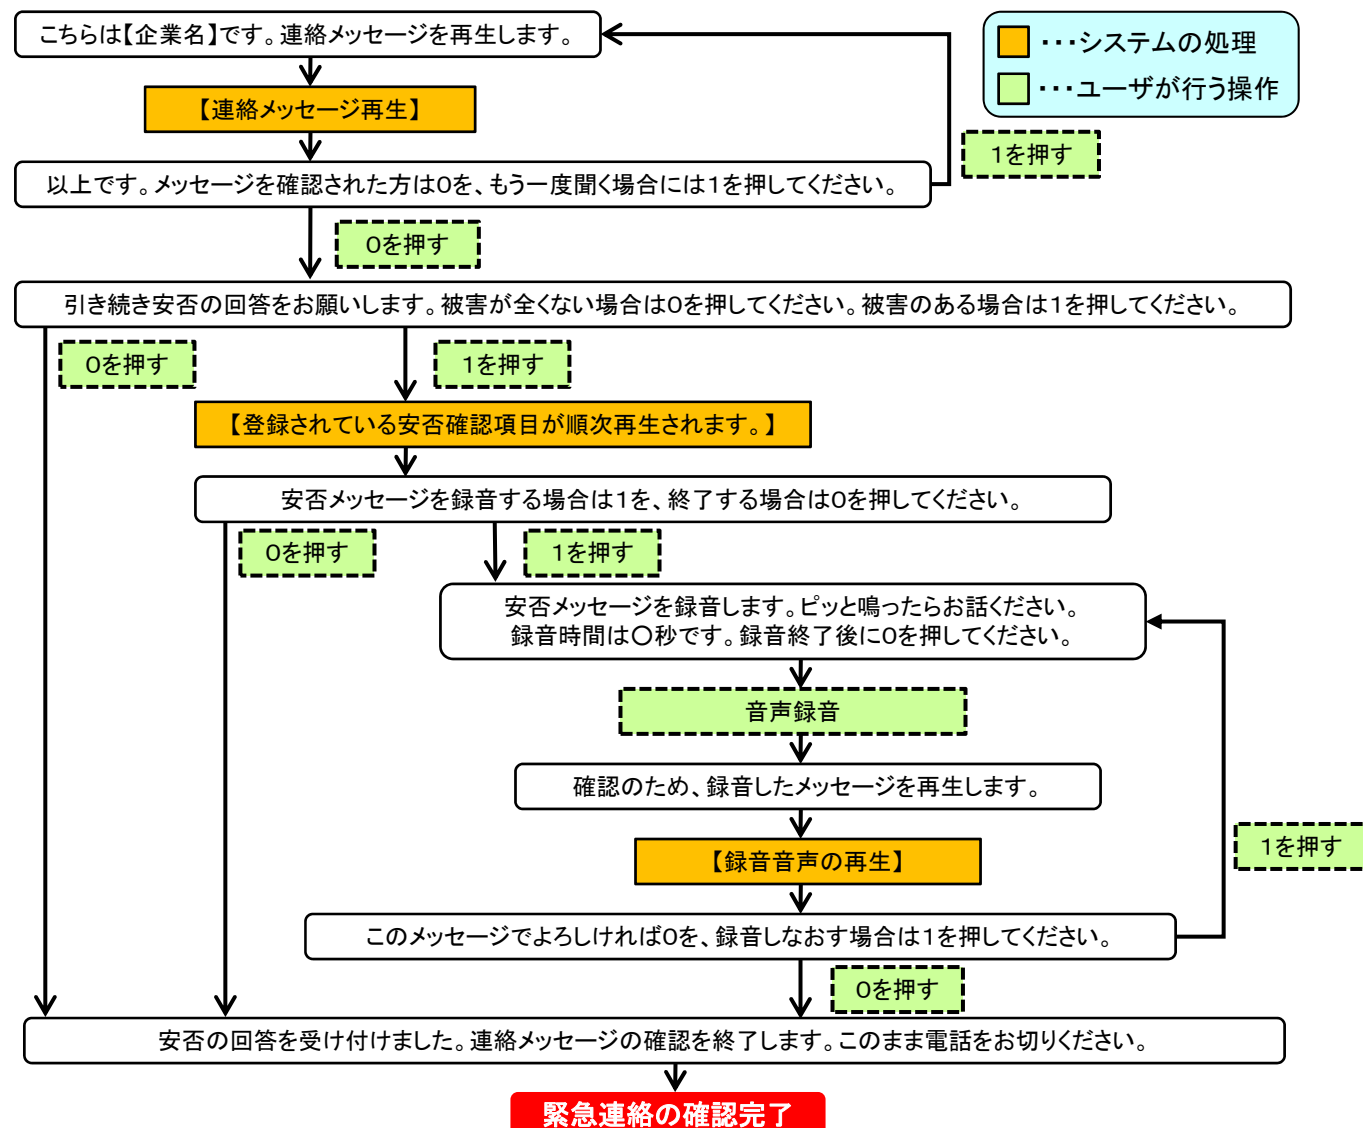 こちらは【企業名】です。連絡メッセージを再生します。
・・・システムの処理
・・・ユーザが行う操作
【連絡メッセージ再生】
1を押す
以上です。メッセージを確認された方は0を、もう一度聞く場合には1を押してください。
0を押す
引き続き安否の回答をお願いします。被害が全くない場合は0を押してください。被害のある場合は1を押してください。
0を押す
1を押す
【登録されている安否確認項目が順次再生されます。】
安否メッセージを録音する場合は1を、終了する場合は0を押してください。
0を押す
1を押す
安否メッセージを録音します。ピッと鳴ったらお話ください。
録音時間は〇秒です。録音終了後に0を押してください。
音声録音
確認のため、録音したメッセージを再生します。
1を押す
【録音音声の再生】
このメッセージでよろしければ0を、録音しなおす場合は1を押してください。
0を押す
安否の回答を受け付けました。連絡メッセージの確認を終了します。このまま電話をお切りください。
緊急連絡の確認完了